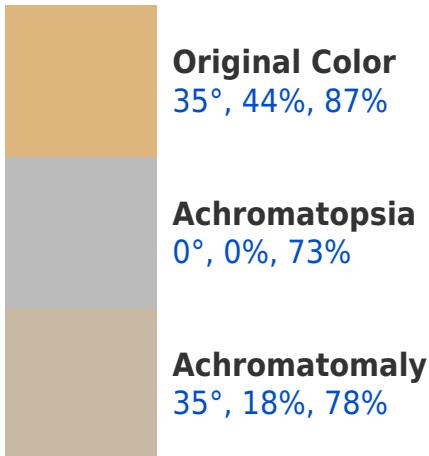 Original Color
35°, 44%, 87%
Achromatopsia
0°, 0%, 73%
Achromatomaly
35°, 18%, 78%